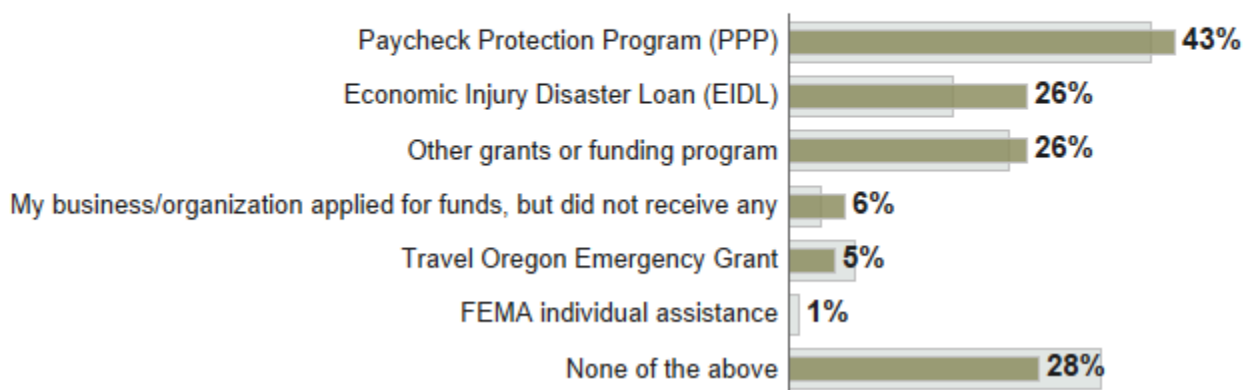 Paycheck Protection Program (PPP) 43%
Economic Injury Disaster Loan (EIDL) 26%
Other grants or funding program 26%
My business/organization applied for funds, but did not receive any 6%
Travel Oregon Emergency Grant 5%
FEMA individual assistance 1%
None of the above 28%